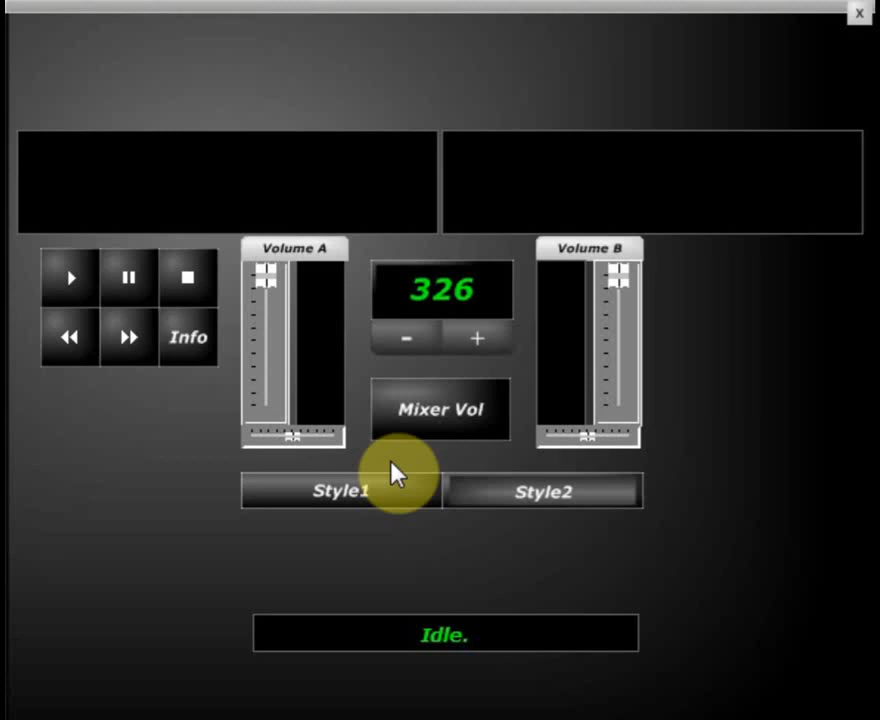 X
Volume A
Volume B
326
- +
Info
Mixer Vol
Style1
Style2
Idle.